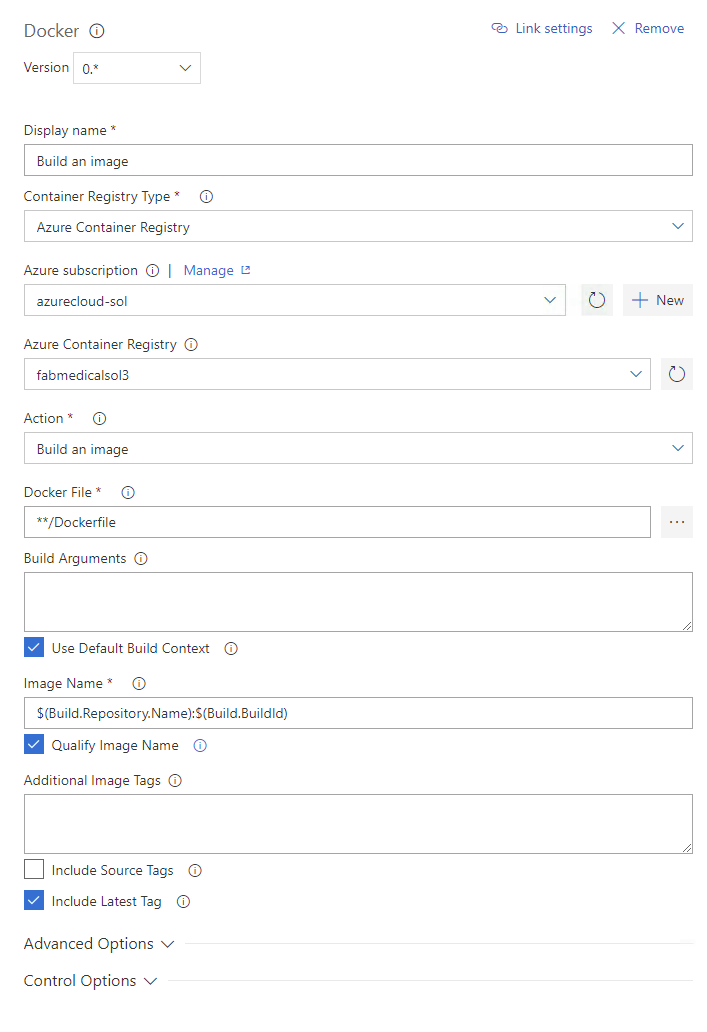 Docker Link settings Remove
Version 0.*
Display name *
Build an image
Container Registry Type *
Azure Container Registry
Azure subscription | Manage
azurecloud-sol New
Azure Container Registry
fabmedicalsol3
Action *
Build an image
Docker File *
**/Dockerfile ...
Build Arguments
Use Default Build Context
Image Name *
$(Build.Repository.Name):$(Build.BuildId)
Qualify Image Name
Additional Image Tags
Include Source Tags
Include Latest Tag
Advanced Options
Control Options